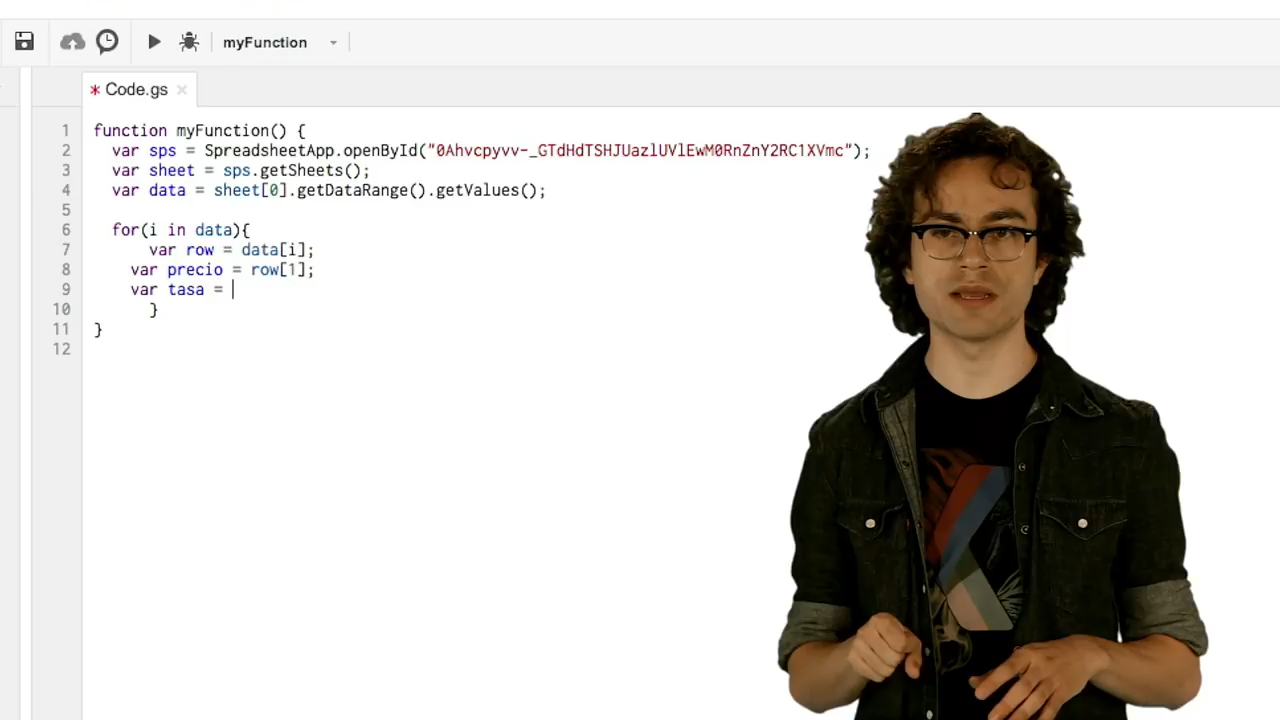 myFunction
* Code.gs ×
1 function myFunction() {
2 var sps = SpreadsheetApp.openById("0Ahvcpyvv-_GTdHdTSHJUazlUVlEwM0RnZnY2RC1XVmc");
3 var sheet = sps.getSheets();
4 var data = sheet[0].getDataRange().getValues();
5
6 for(i in data){
7 var row = data[i];
8 var precio = row[1];
9 var tasa =
10 }
11 }
12